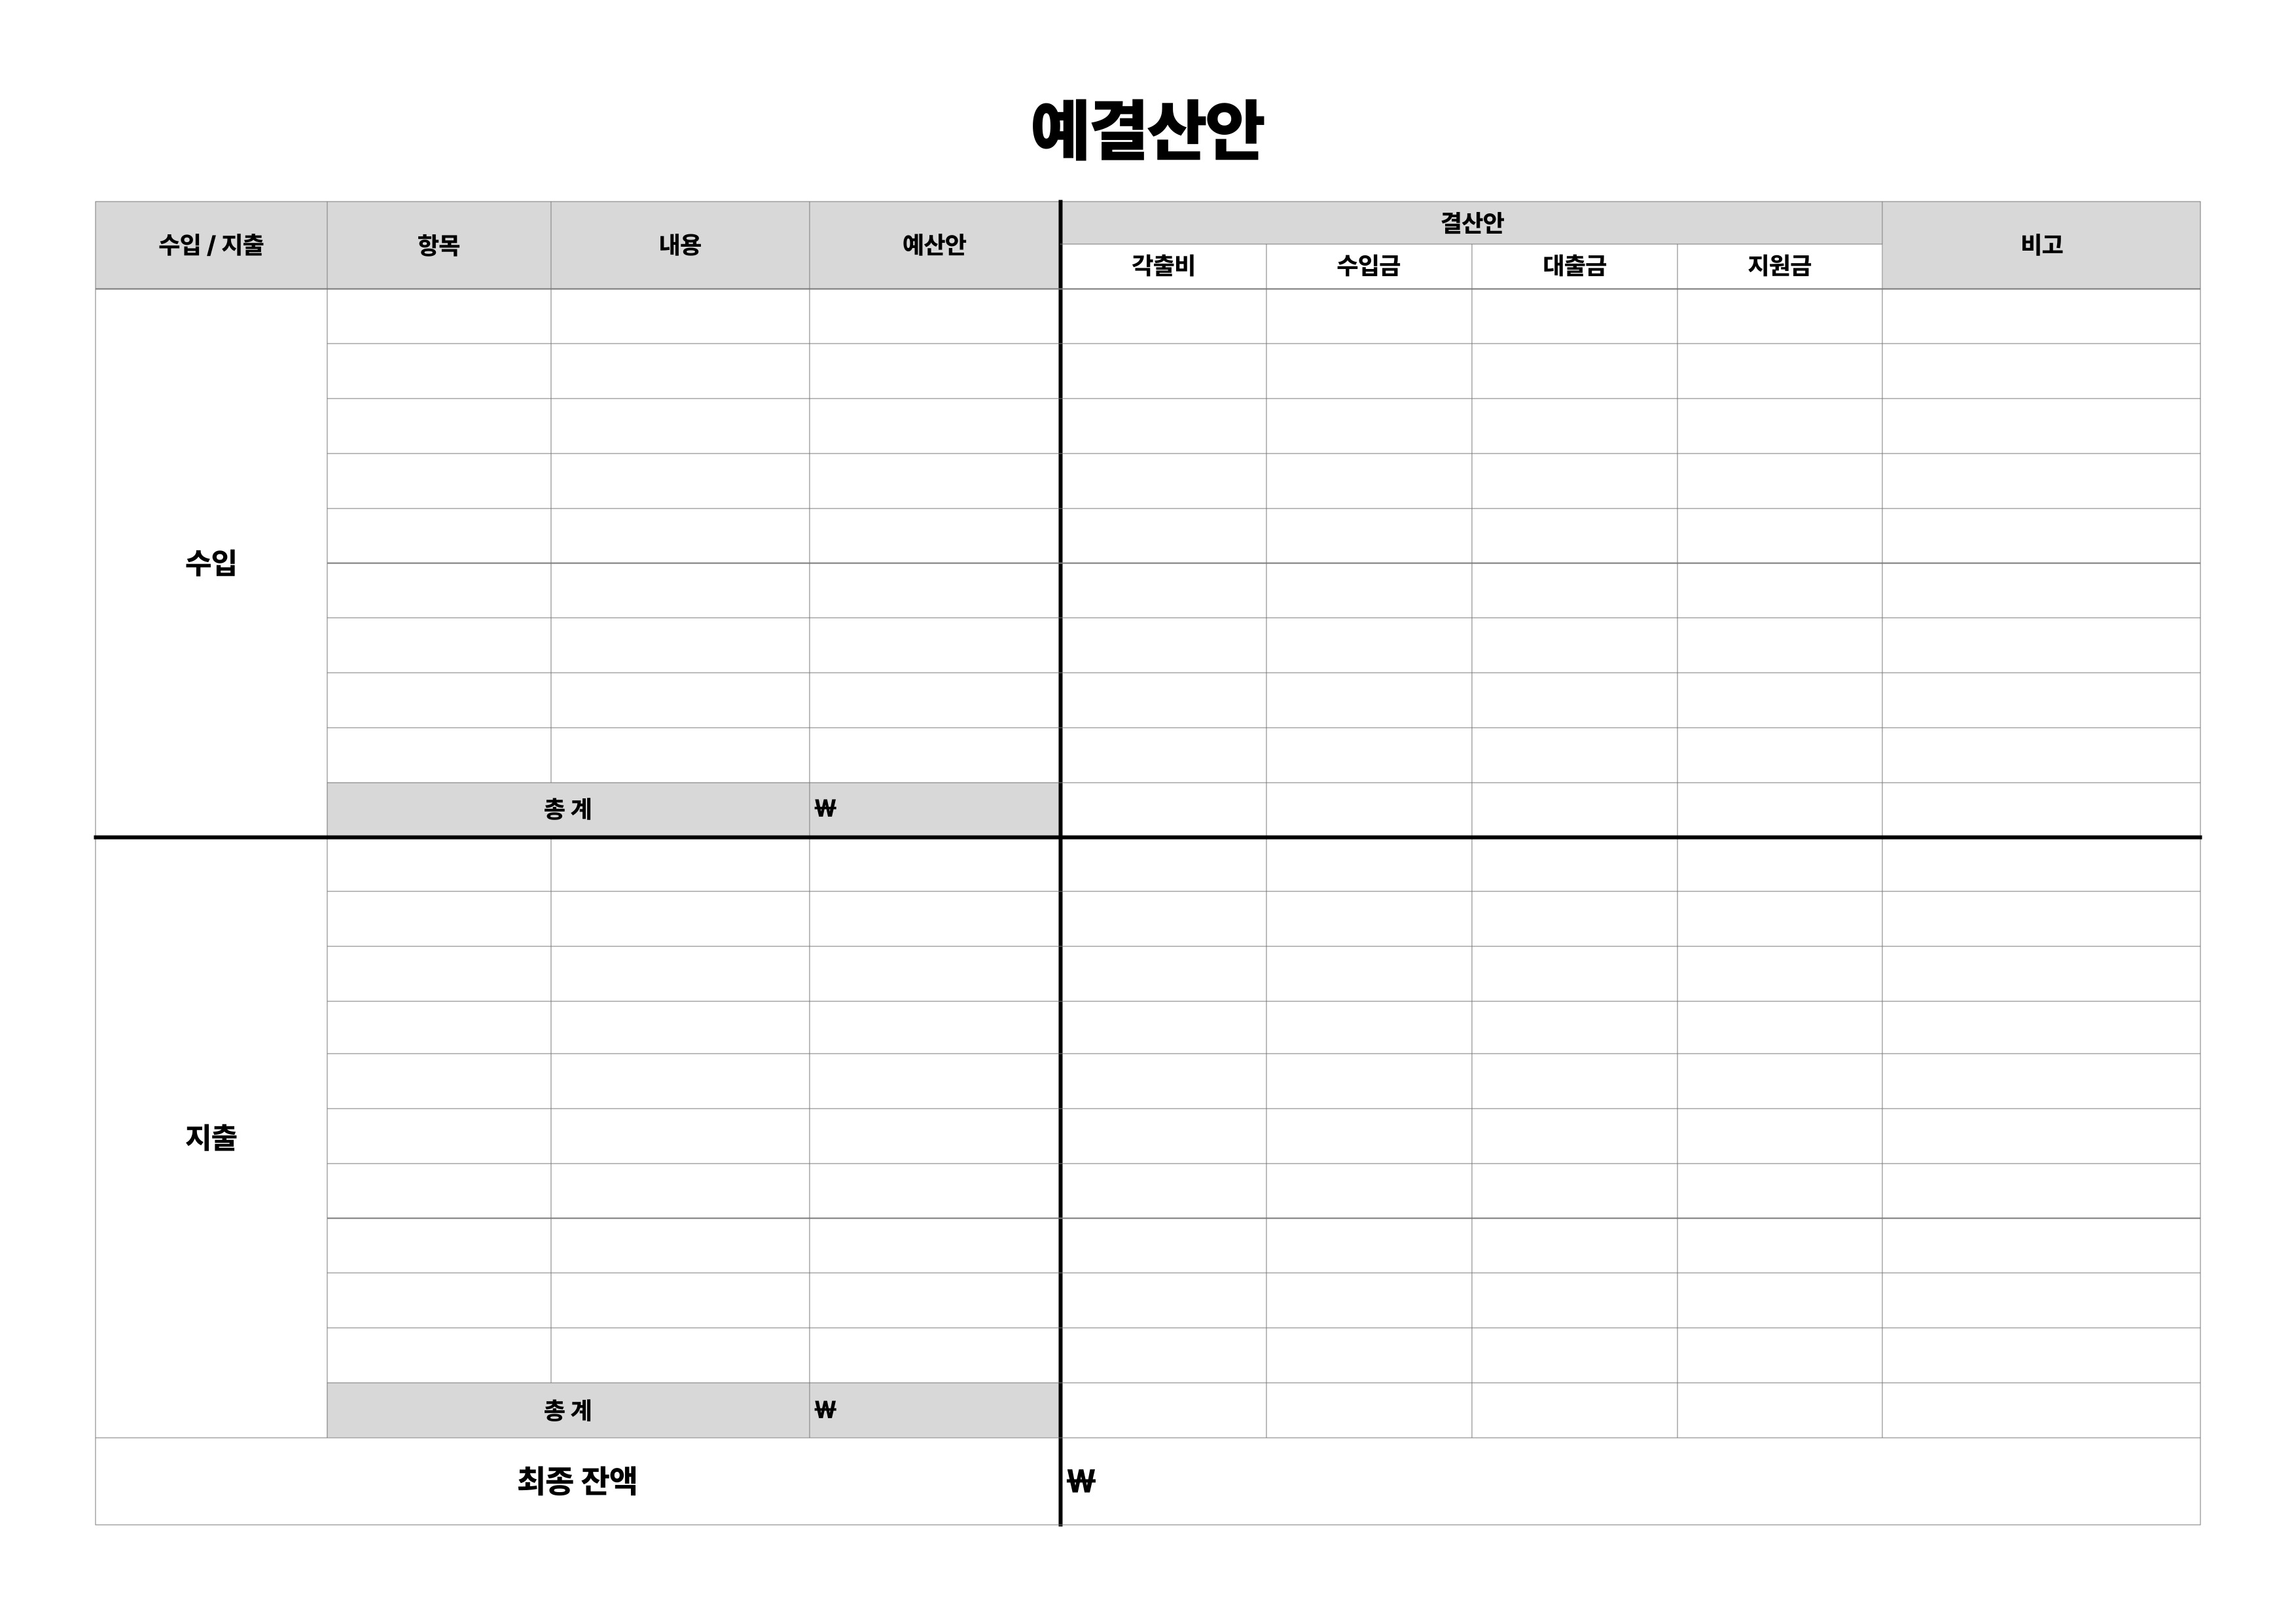 예결산안
수입 / 지출 항목 내용 예산안 결산안 비고
각출비 수입금 대출금 지원금
수입
총 계 ₩
지출
총 계 ₩
최종 잔액 ₩